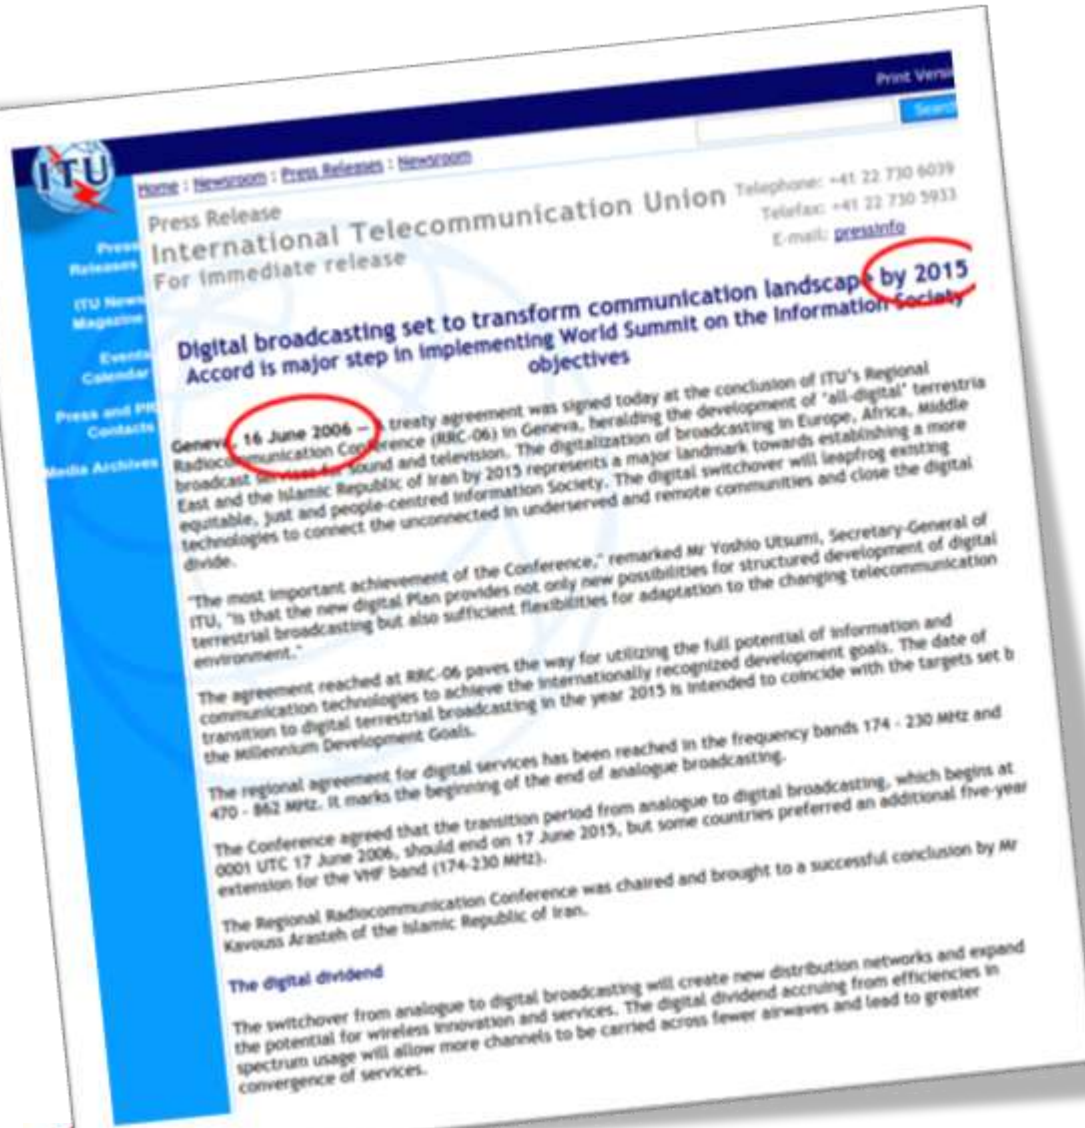 Print Versi
Search
ITU
Home : Newsroom : Press Releases : Newsroom
Press Release
International Telecommunication Union
For immediate release
Telephone: +41 22 730 6039
Telefax: +41 22 730 5933
E-mail: pressinfo
Press
Releases
ITU News
Magazine
Events
Calendar
Press and PR
Contacts
Media Archives
Digital broadcasting set to transform communication landscape by 2015
Accord is major step in implementing World Summit on the Information Society
objectives
Geneva, 16 June 2006 — treaty agreement was signed today at the conclusion of ITU's Regional
Radiocommunication Conference (RRC-06) in Geneva, heralding the development of 'all-digital' terrestria
broadcast services for sound and television. The digitalization of broadcasting in Europe, Africa, Middle
East and the Islamic Republic of Iran by 2015 represents a major landmark towards establishing a more
equitable, just and people-centred Information Society. The digital switchover will leapfrog existing
technologies to connect the unconnected in underserved and remote communities and close the digital
divide.
"The most important achievement of the Conference," remarked Mr Yoshio Utsumi, Secretary-General of
ITU, "is that the new digital Plan provides not only new possibilities for structured development of digital
terrestrial broadcasting but also sufficient flexibilities for adaptation to the changing telecommunication
environment."
The agreement reached at RRC-06 paves the way for utilizing the full potential of information and
communication technologies to achieve the internationally recognized development goals. The date of
transition to digital terrestrial broadcasting in the year 2015 is intended to coincide with the targets set b
the Millennium Development Goals.
The regional agreement for digital services has been reached in the frequency bands 174 - 230 MHz and
470 - 862 MHz. It marks the beginning of the end of analogue broadcasting.
The Conference agreed that the transition period from analogue to digital broadcasting, which begins at
0001 UTC 17 June 2006, should end on 17 June 2015, but some countries preferred an additional five-year
extension for the VHF band (174-230 MHz).
The Regional Radiocommunication Conference was chaired and brought to a successful conclusion by Mr
Kavouss Arasteh of the Islamic Republic of Iran.
The digital dividend
The switchover from analogue to digital broadcasting will create new distribution networks and expand
the potential for wireless innovation and services. The digital dividend accruing from efficiencies in
spectrum usage will allow more channels to be carried across fewer airwaves and lead to greater
convergence of services.